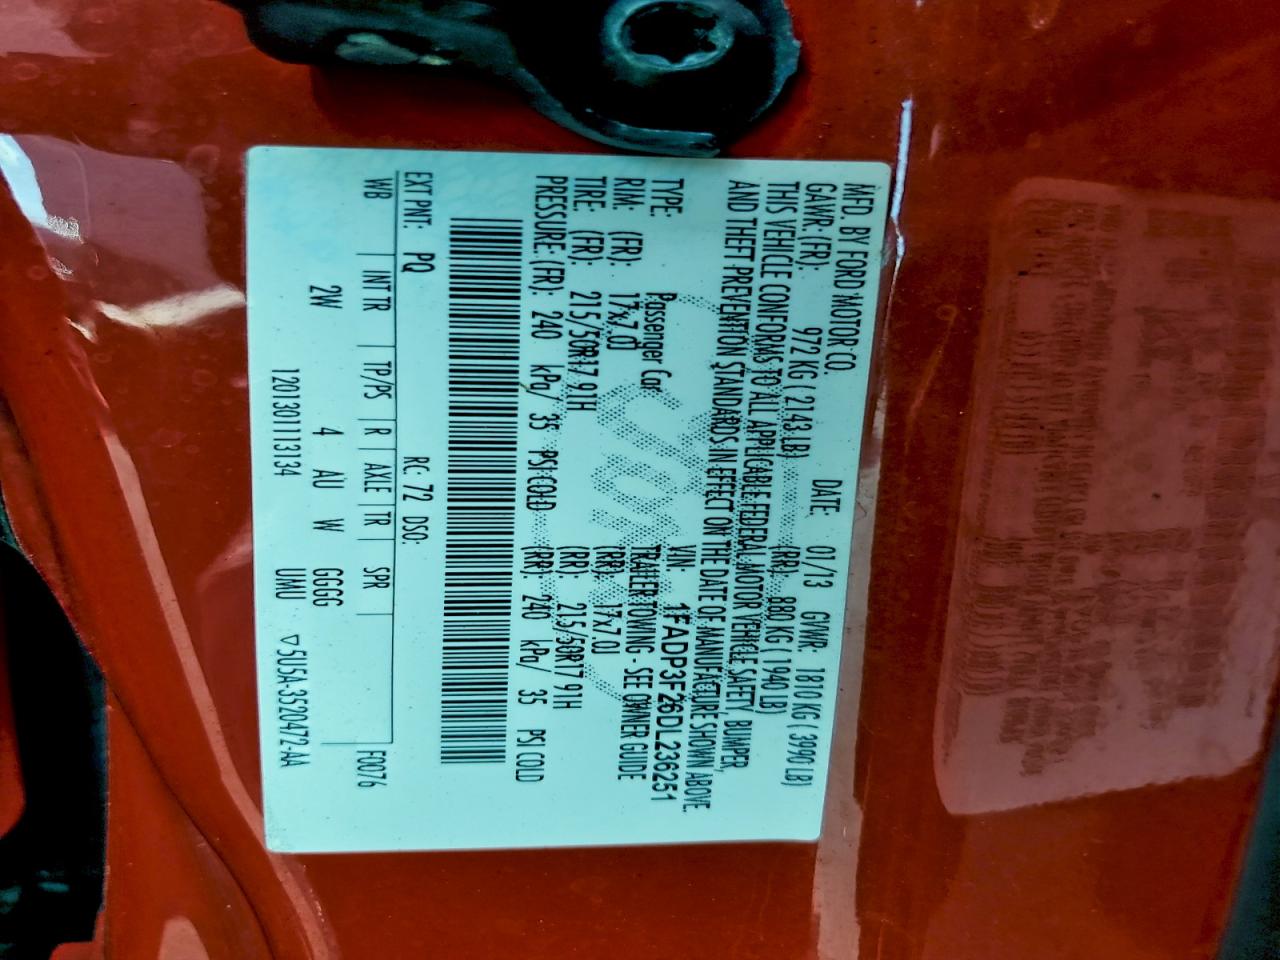 MFD. BY FORD MOTOR CO. DATE: 01/13 GVWR: 1810 KG ( 3990 LB)
GAWR: (FR): 972 KG ( 2143 LB) (RR): 880 KG ( 1940 LB)
THIS VEHICLE CONFORMS TO ALL APPLICABLE FEDERAL MOTOR VEHICLE SAFETY, BUMPER,
AND THEFT PREVENTION STANDARDS IN EFFECT ON THE DATE OF MANUFACTURE SHOWN ABOVE.
VIN: 1FADP3F26DL236251
TYPE: Passenger Car TRAILER TOWING - SEE OWNER GUIDE
RIM: (FR): 17x7.0J (RR): 17x7.0J
TIRE: (FR): 215/50R17 91H (RR): 215/50R17 91H
PRESSURE: (FR): 240 kPa/ 35 PSI COLD (RR): 240 kPa/ 35 PSI COLD
EXT PNT: PQ RC: 72 DSO: F0076
WB INT TR TP/PS R AXLE TR SPR
2W 4 AU W GGGG
1201301113134 UMU ▽5U5A-3520472-AA